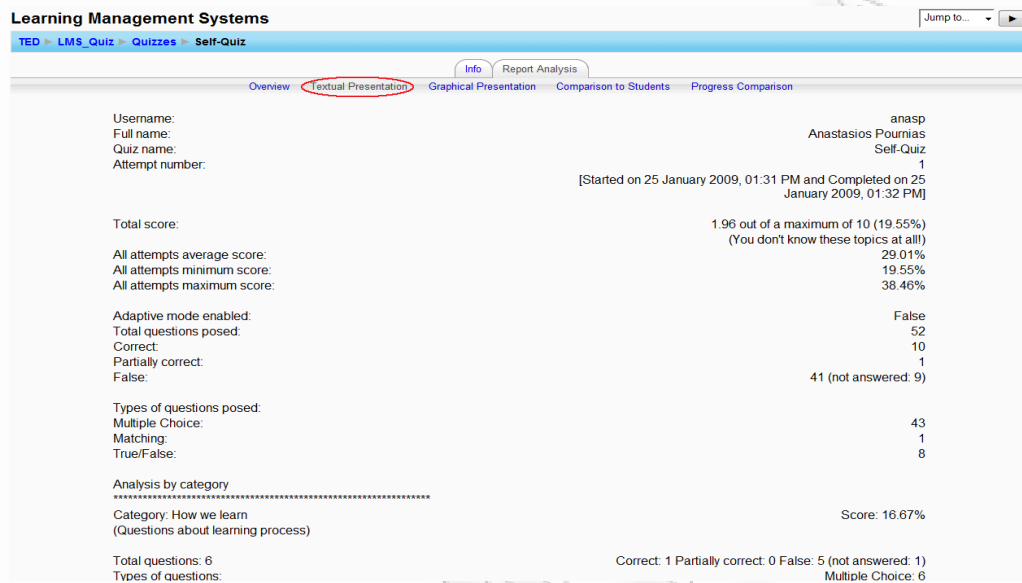 Learning Management Systems
Jump to...
TED LMS_Quiz Quizzes Self-Quiz
Info Report Analysis
Overview Textual Presentation Graphical Presentation Comparison to Students Progress Comparison
Username: anasp
Full name: Anastasios Pournias
Quiz name: Self-Quiz
Attempt number: 1
[Started on 25 January 2009, 01:31 PM and Completed on 25
January 2009, 01:32 PM]
Total score: 1.96 out of a maximum of 10 (19.55%)
(You don't know these topics at all!)
All attempts average score: 29.01%
All attempts minimum score: 19.55%
All attempts maximum score: 38.46%
Adaptive mode enabled: False
Total questions posed: 52
Correct: 10
Partially correct: 1
False: 41 (not answered: 9)
Types of questions posed:
Multiple Choice: 43
Matching: 1
True/False: 8
Analysis by category
*******************************************************************
Category: How we learn Score: 16.67%
(Questions about learning process)
Total questions: 6 Correct: 1 Partially correct: 0 False: 5 (not answered: 1)
Types of questions: Multiple Choice: 6